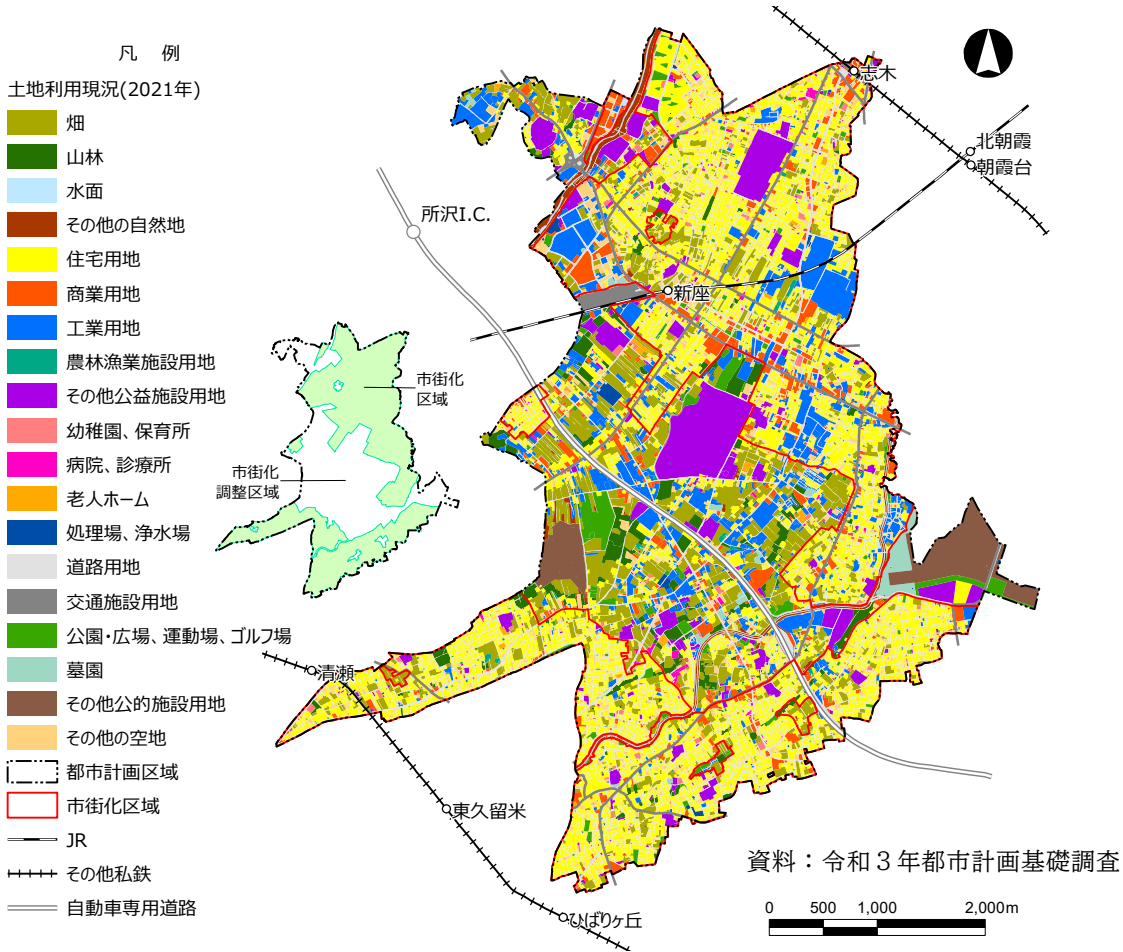 凡 例
土地利用現況(2021年)
畑
山林
水面
その他の自然地
住宅用地
商業用地
工業用地
農林漁業施設用地
その他公益施設用地
幼稚園、保育所
病院、診療所
老人ホーム
処理場、浄水場
道路用地
交通施設用地
公園・広場、運動場、ゴルフ場
墓園
その他公的施設用地
その他の空地
都市計画区域
市街化区域
JR
その他私鉄
自動車専用道路
市街化
区域
市街化
調整区域
所沢I.C.
志木
北朝霞
朝霞台
新座
清瀬
東久留米
ひばりヶ丘
資料：令和３年都市計画基礎調査
0 500 1,000 2,000m